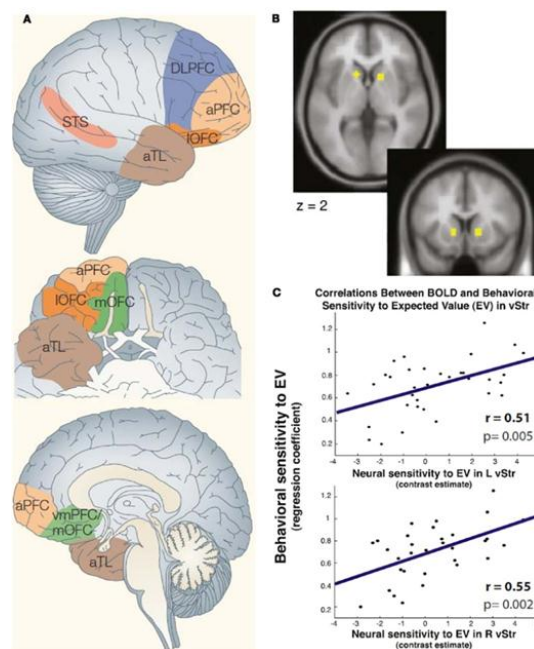 A
DLPFC
aPFC
STS
lOFC
aTL
aPFC
lOFC
mOFC
aTL
aPFC
vmPFC/
mOFC
aTL
B
z = 2
C
Correlations Between BOLD and Behavioral
Sensitivity to Expected Value (EV) in vStr
Behavioral sensitivity to EV
(regression coefficient)
1.2
1
0.8
0.6
0.4
0.2
r = 0.51
p= 0.005
-4 -3 -2 -1 0 1 2 3 4
Neural sensitivity to EV in L vStr
(contrast estimate)
1.2
1
0.8
0.6
0.4
0.2
r = 0.55
p= 0.002
-4 -3 -2 -1 0 1 2 3 4
Neural sensitivity to EV in R vStr
(contrast estimate)